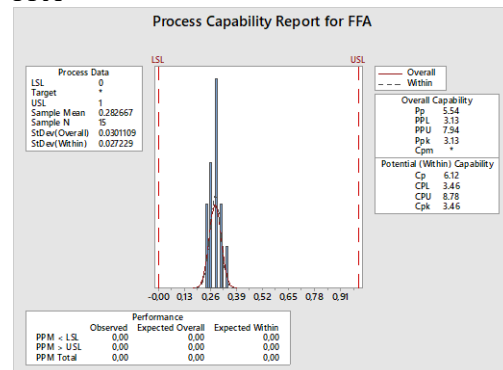 Process Capability Report for FFA
LSL USL
Process Data
LSL 0
Target *
USL 1
Sample Mean 0.282667
Sample N 15
StDev(Overall) 0.0301109
StDev(Within) 0.027229
Overall
Within
Overall Capability
Pp 5.54
PPL 3.13
PPU 7.94
Ppk 3.13
Cpm *
Potential (Within) Capability
Cp 6.12
CPL 3.46
CPU 8.78
Cpk 3.46
-0,00 0,13 0,26 0,39 0,52 0,65 0,78 0,91
Performance
Observed Expected Overall Expected Within
PPM < LSL 0,00 0,00 0,00
PPM > USL 0,00 0,00 0,00
PPM Total 0,00 0,00 0,00